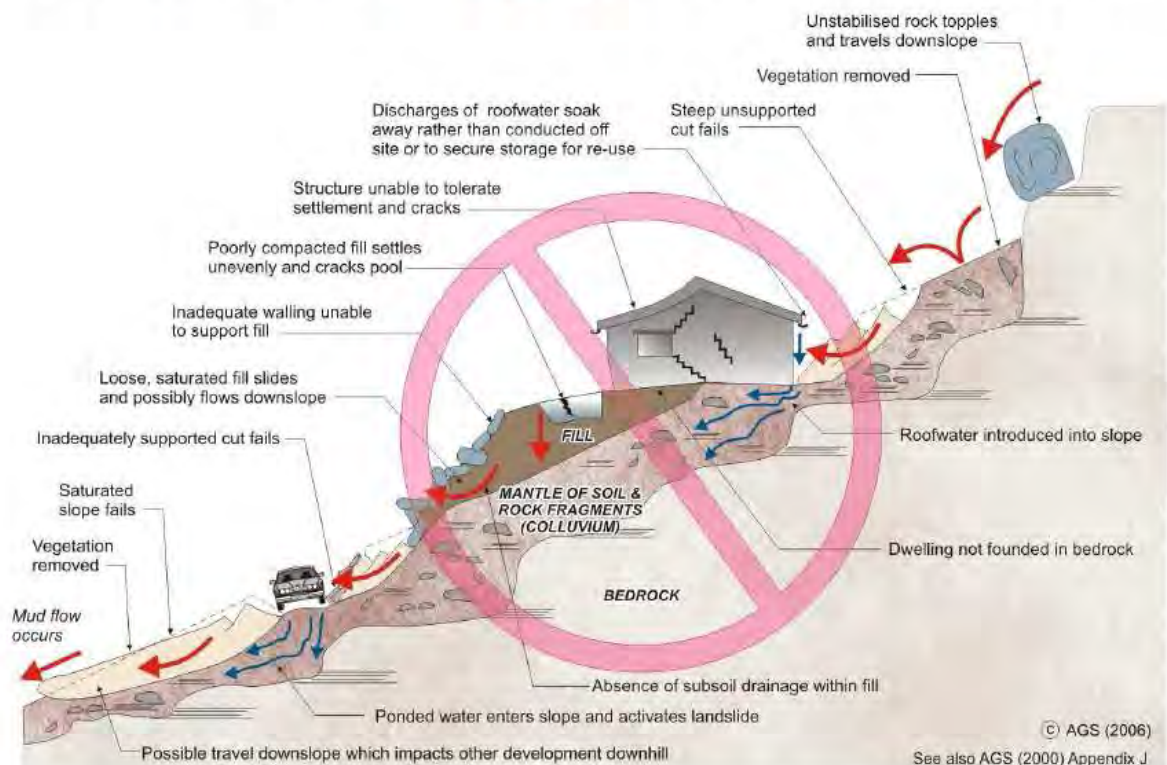 Unstabilised rock topples
and travels downslope
Vegetation removed
Discharges of roofwater soak
away rather than conducted off
site or to secure storage for re-use
Steep unsupported
cut fails
Structure unable to tolerate
settlement and cracks
Poorly compacted fill settles
unevenly and cracks pool
Inadequate walling unable
to support fill
Loose, saturated fill slides
and possibly flows downslope
Inadequately supported cut fails
Roofwater introduced into slope
FILL
Saturated
slope fails
MANTLE OF SOIL &
ROCK FRAGMENTS
(COLLUVIUM)
Vegetation
removed
Dwelling not founded in bedrock
BEDROCK
Mud flow
occurs
Absence of subsoil drainage within fill
Ponded water enters slope and activates landslide
Possible travel downslope which impacts other development downhill
© AGS (2006)
See also AGS (2000) Appendix J